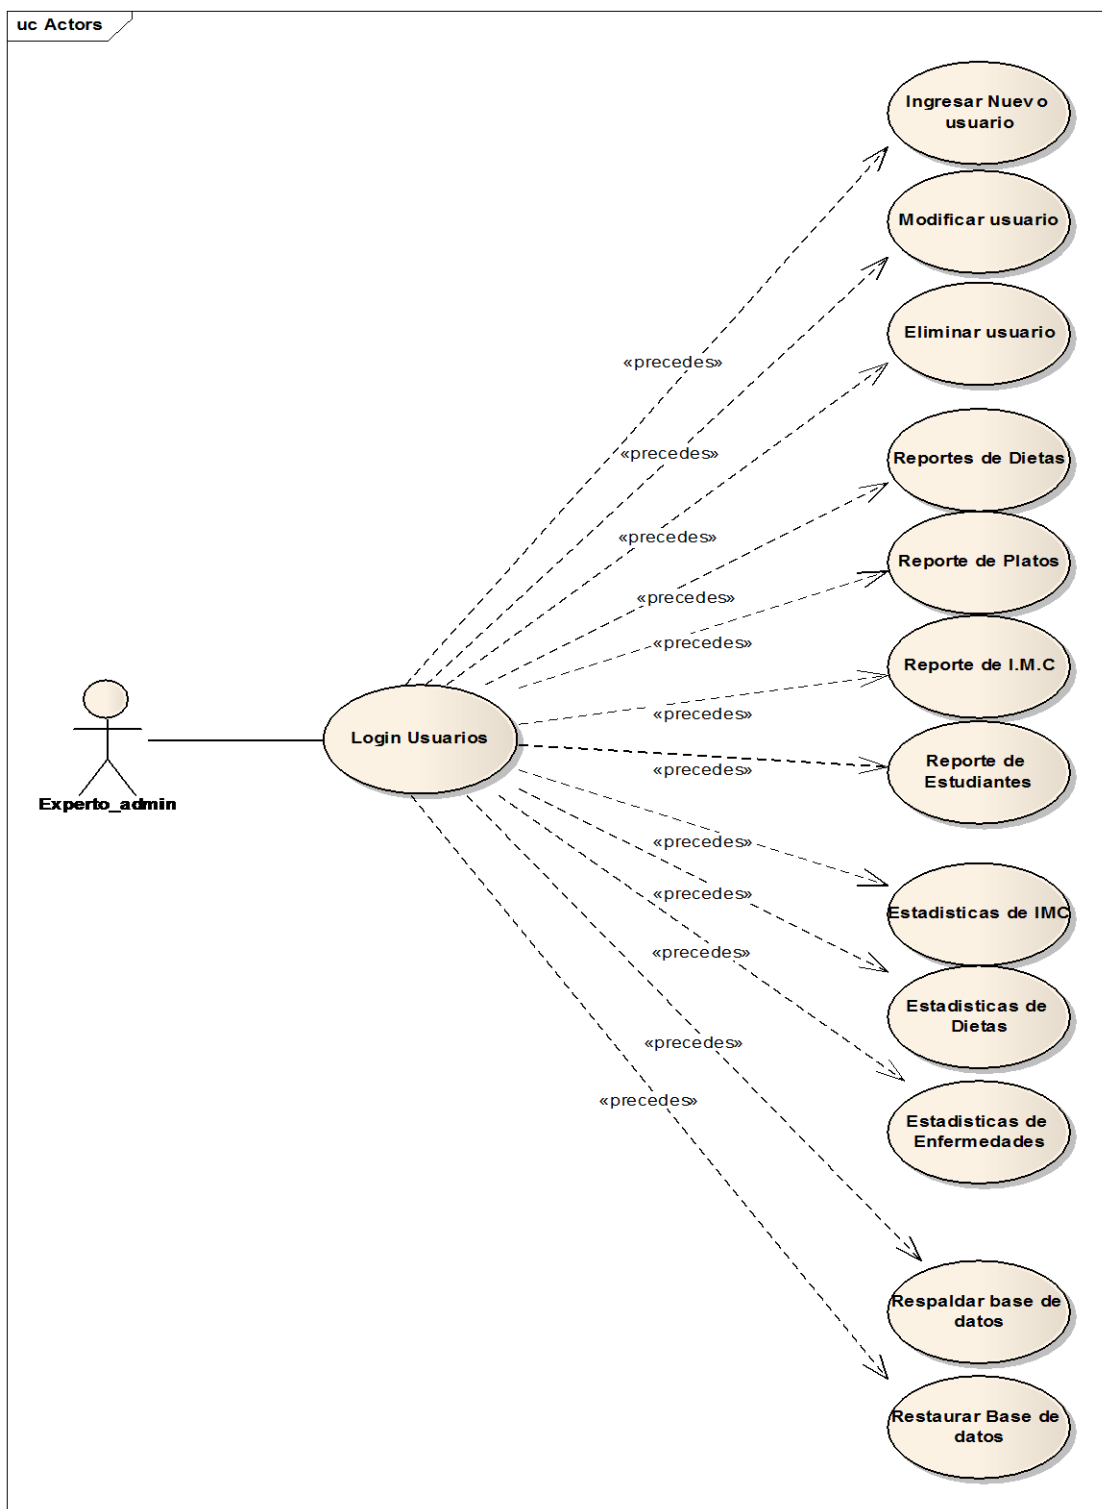 uc Actors
Ingresar Nuevo
usuario
Modificar usuario
Eliminar usuario
«precedes»
«precedes»
Reportes de Dietas
«precedes»
Reporte de Platos
«precedes»
«precedes»
Reporte de I.M.C
«precedes»
Login Usuarios
Reporte de
Estudiantes
«precedes»
Experto_admin
«precedes»
«precedes»
Estadisticas de IMC
«precedes»
Estadisticas de
Dietas
«precedes»
«precedes»
Estadisticas de
Enfermedades
Respaldar base de
datos
Restaurar Base de
datos